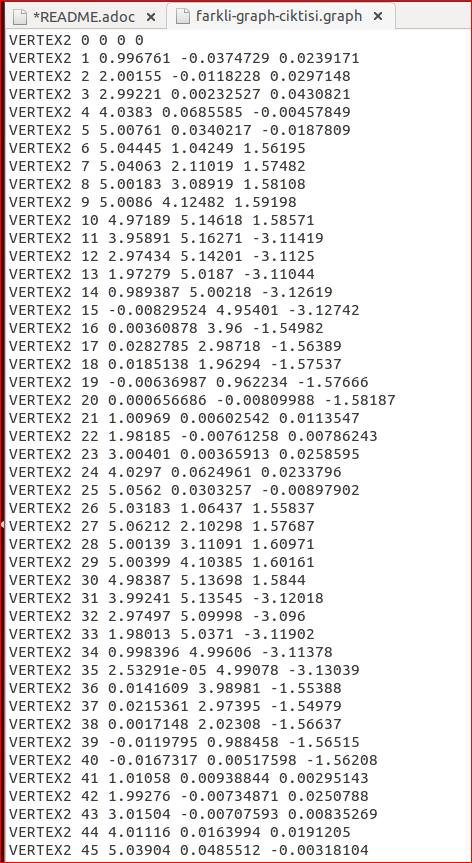 *README.adoc × farkli-graph-ciktisi.graph ×
VERTEX2 0 0 0 0
VERTEX2 1 0.996761 -0.0374729 0.0239171
VERTEX2 2 2.00155 -0.0118228 0.0297148
VERTEX2 3 2.99221 0.00232527 0.0430821
VERTEX2 4 4.0383 0.0685585 -0.00457849
VERTEX2 5 5.00761 0.0340217 -0.0187809
VERTEX2 6 5.04445 1.04249 1.56195
VERTEX2 7 5.04063 2.11019 1.57482
VERTEX2 8 5.00183 3.08919 1.58108
VERTEX2 9 5.0086 4.12482 1.59198
VERTEX2 10 4.97189 5.14618 1.58571
VERTEX2 11 3.95891 5.16271 -3.11419
VERTEX2 12 2.97434 5.14201 -3.1125
VERTEX2 13 1.97279 5.0187 -3.11044
VERTEX2 14 0.989387 5.00218 -3.12619
VERTEX2 15 -0.00829524 4.95401 -3.12742
VERTEX2 16 0.00360878 3.96 -1.54982
VERTEX2 17 0.0282785 2.98718 -1.56389
VERTEX2 18 0.0185138 1.96294 -1.57537
VERTEX2 19 -0.00636987 0.962234 -1.57666
VERTEX2 20 0.000656686 -0.00809988 -1.58187
VERTEX2 21 1.00969 0.00602542 0.0113547
VERTEX2 22 1.98185 -0.00761258 0.00786243
VERTEX2 23 3.00401 0.00365913 0.0258595
VERTEX2 24 4.0297 0.0624961 0.0233796
VERTEX2 25 5.0562 0.0303257 -0.00897902
VERTEX2 26 5.03183 1.06437 1.55837
VERTEX2 27 5.06212 2.10298 1.57687
VERTEX2 28 5.00139 3.11091 1.60971
VERTEX2 29 5.00399 4.10385 1.60161
VERTEX2 30 4.98387 5.13698 1.5844
VERTEX2 31 3.99241 5.13545 -3.12018
VERTEX2 32 2.97497 5.09998 -3.096
VERTEX2 33 1.98013 5.0371 -3.11902
VERTEX2 34 0.998396 4.99606 -3.11378
VERTEX2 35 2.53291e-05 4.99078 -3.13039
VERTEX2 36 0.0141609 3.98981 -1.55388
VERTEX2 37 0.0215361 2.97395 -1.54979
VERTEX2 38 0.0017148 2.02308 -1.56637
VERTEX2 39 -0.0119795 0.988458 -1.56515
VERTEX2 40 -0.0167317 0.00517598 -1.56208
VERTEX2 41 1.01058 0.00938844 0.00295143
VERTEX2 42 1.99276 -0.00734871 0.0250788
VERTEX2 43 3.01504 -0.00707593 0.00835269
VERTEX2 44 4.01116 0.0163994 0.0191205
VERTEX2 45 5.03904 0.0485512 -0.00318104